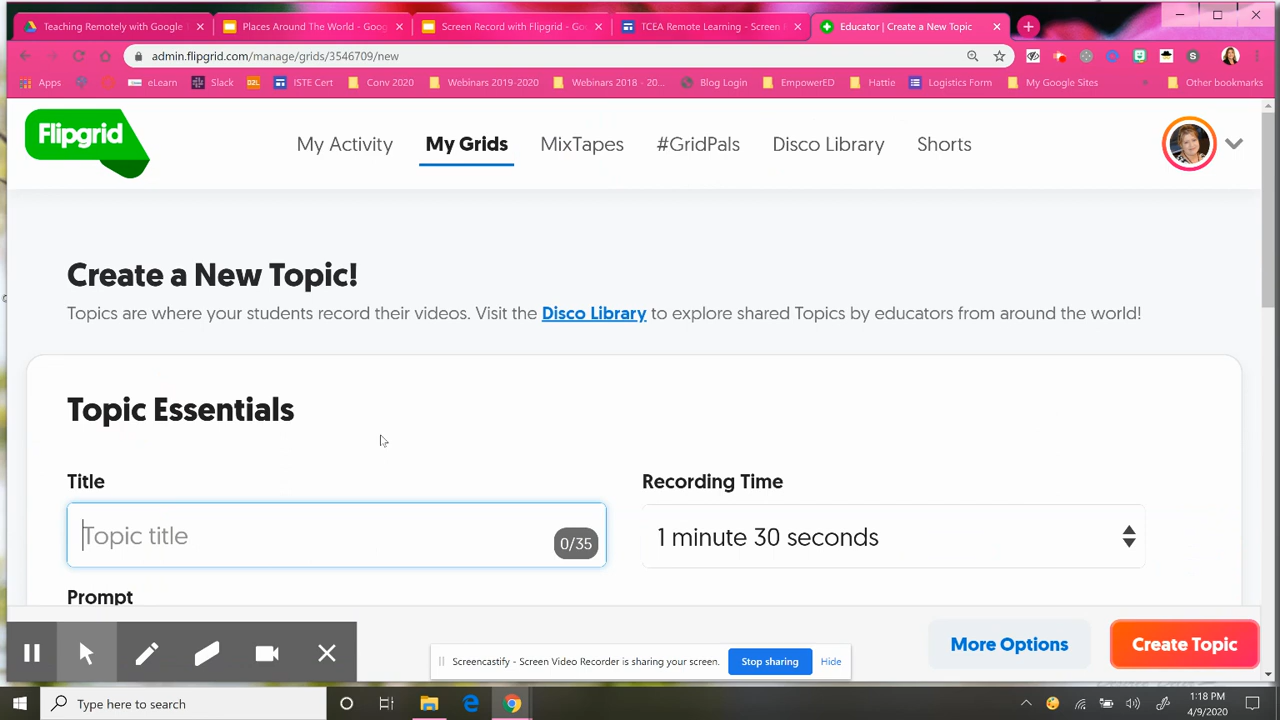 Teaching Remotely with Google
Places Around The World - Goog
Screen Record with Flipgrid - Go
TCEA Remote Learning - Screen
Educator | Create a New Topic
admin.flipgrid.com/manage/grids/3546709/new
Apps
eLearn
Slack
D2L
ISTE Cert
Conv 2020
Webinars 2019-2020
Webinars 2018 - 20...
Blog Login
EmpowerED
Hattie
Logistics Form
My Google Sites
»
Other bookmarks
Flipgrid
My Activity
My Grids
MixTapes
#GridPals
Disco Library
Shorts
Create a New Topic!
Topics are where your students record their videos. Visit the Disco Library to explore shared Topics by educators from around the world!
Topic Essentials
Title
Recording Time
Topic title
0/35
1 minute 30 seconds
Prompt
More Options
Create Topic
Screencastify - Screen Video Recorder is sharing your screen.
Stop sharing
Hide
Type here to search
1:18 PM
4/9/2020